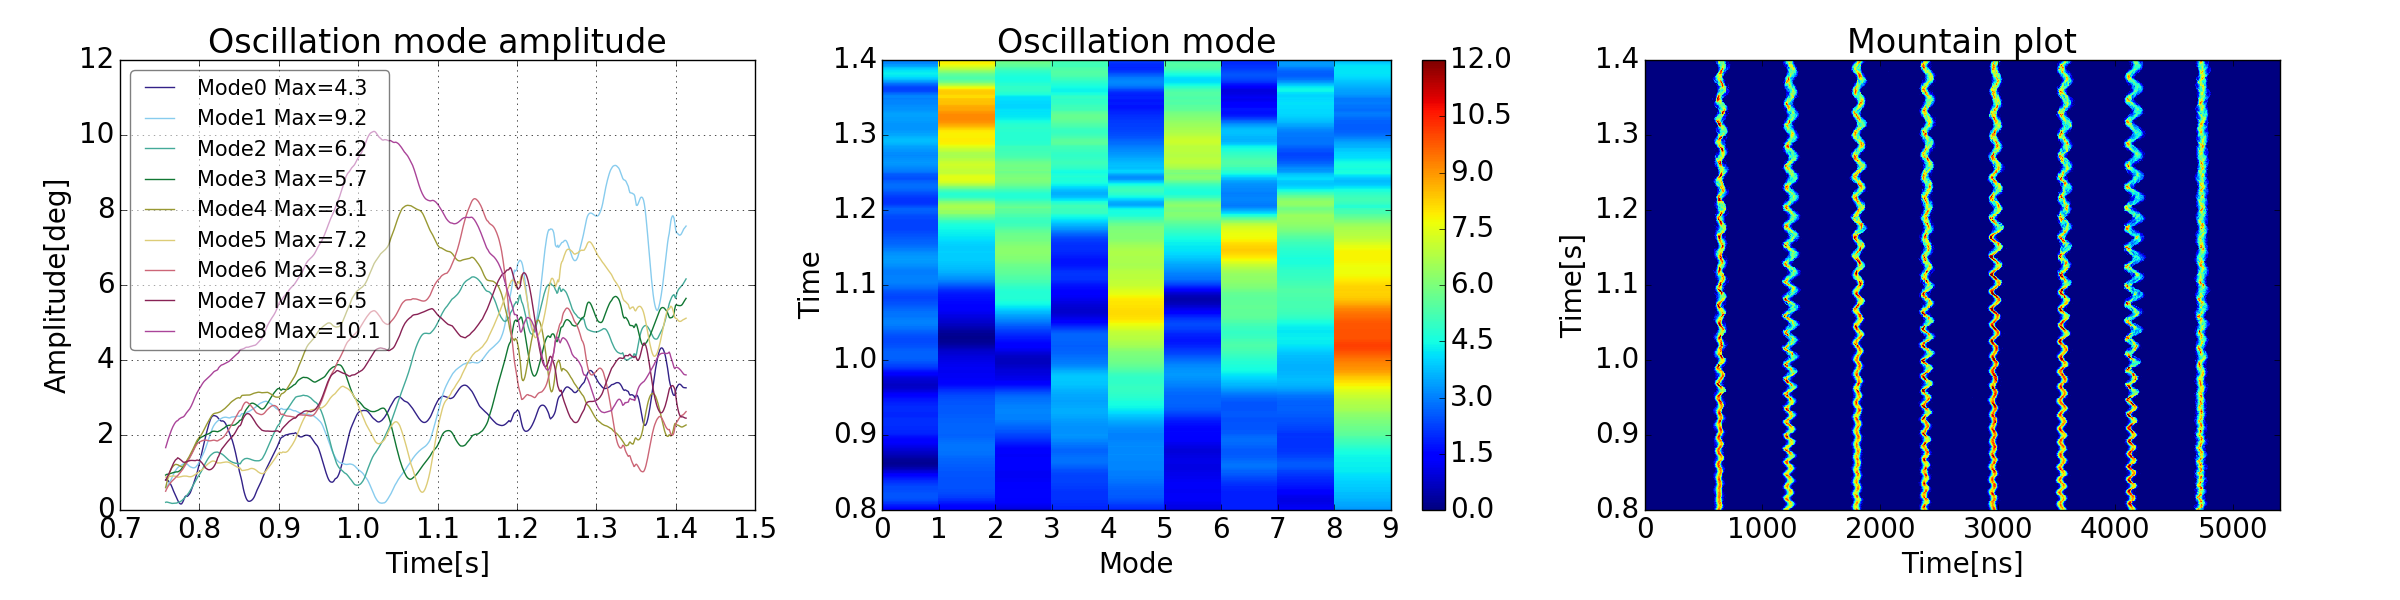 Oscillation mode amplitude
12
10
8
6
4
2
0
Amplitude[deg]
Mode0 Max=4.3
Mode1 Max=9.2
Mode2 Max=6.2
Mode3 Max=5.7
Mode4 Max=8.1
Mode5 Max=7.2
Mode6 Max=8.3
Mode7 Max=6.5
Mode8 Max=10.1
0.7 0.8 0.9 1.0 1.1 1.2 1.3 1.4 1.5
Time[s]
Oscillation mode
1.4
1.3
1.2
1.1
1.0
0.9
0.8
Time
0 1 2 3 4 5 6 7 8 9
Mode
12.0
10.5
9.0
7.5
6.0
4.5
3.0
1.5
0.0
Mountain plot
1.4
1.3
1.2
1.1
1.0
0.9
0.8
Time[s]
0 1000 2000 3000 4000 5000
Time[ns]